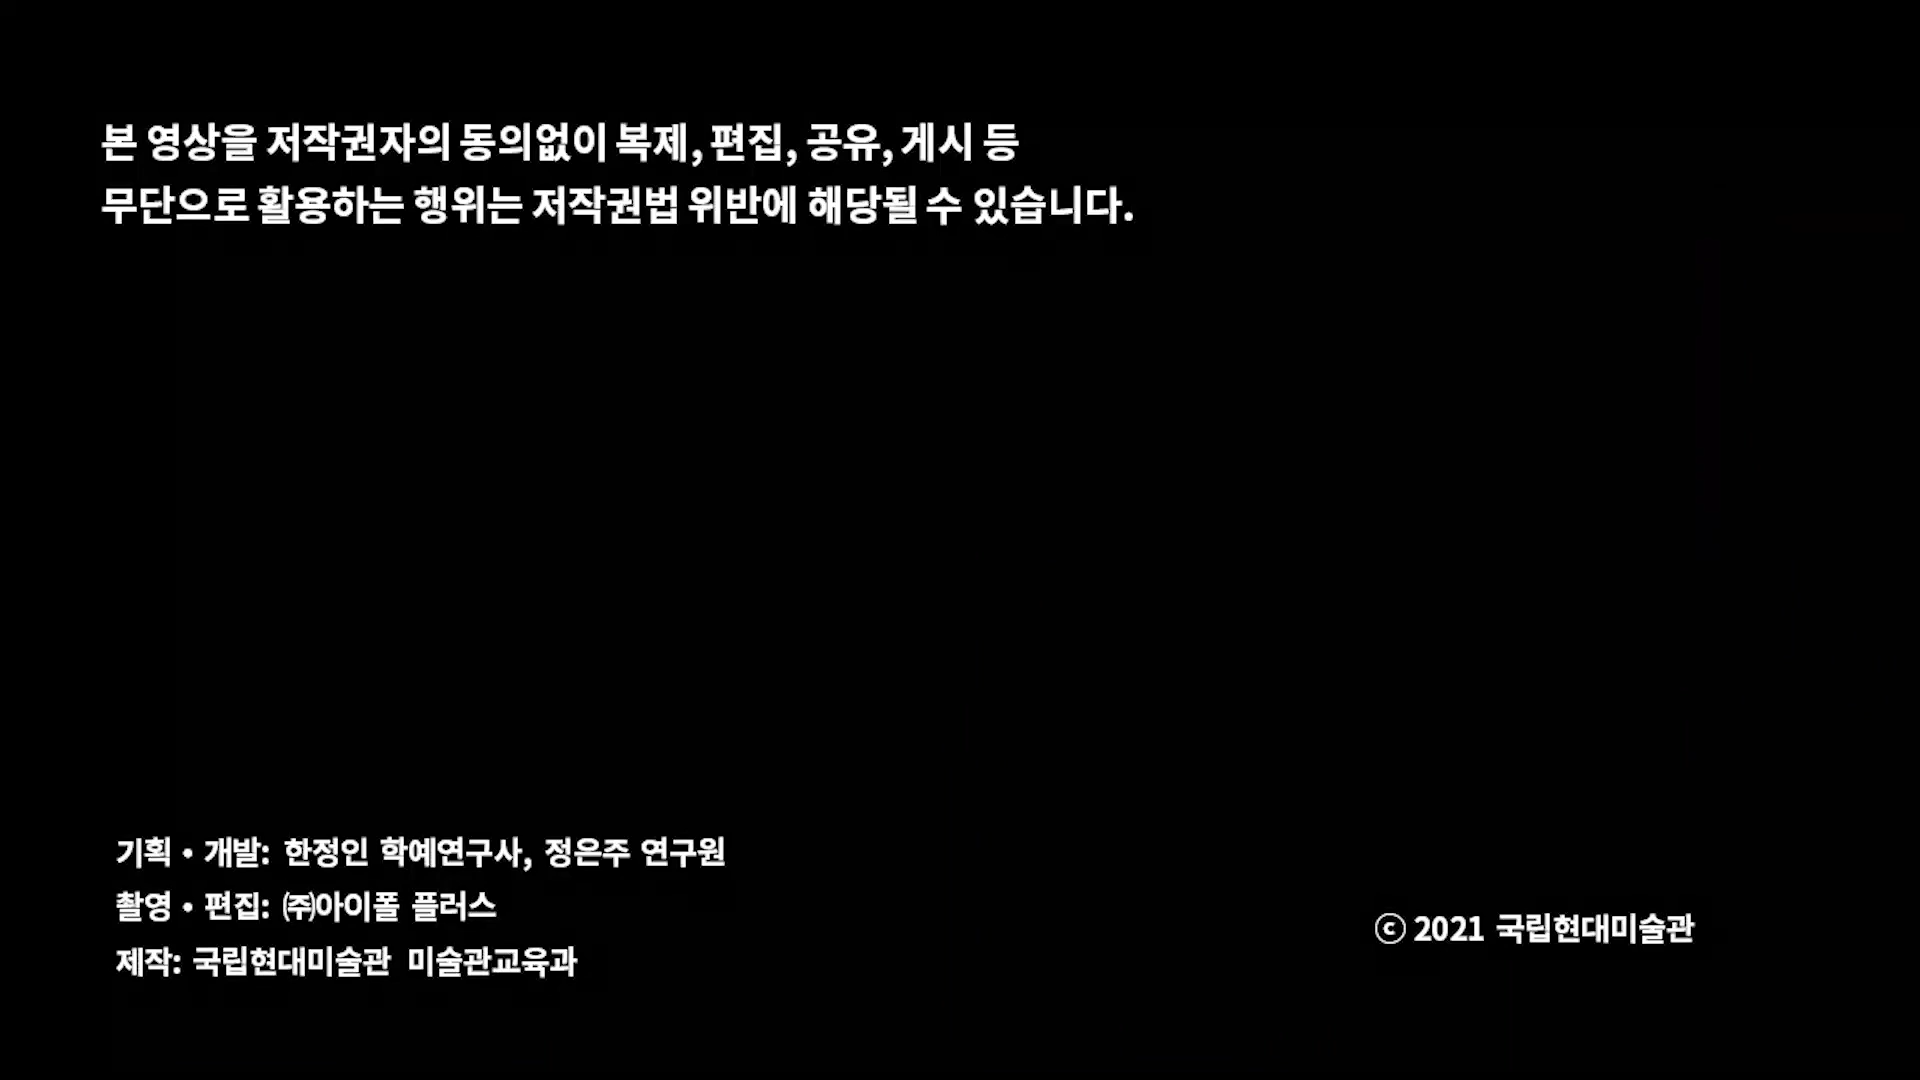 본 영상을 저작권자의 동의없이 복제, 편집, 공유, 게시 등
무단으로 활용하는 행위는 저작권법 위반에 해당될 수 있습니다.
기획 • 개발: 한정인 학예연구사, 정은주 연구원
촬영 • 편집: ㈜아이폴 플러스
제작: 국립현대미술관 미술관교육과
ⓒ 2021 국립현대미술관